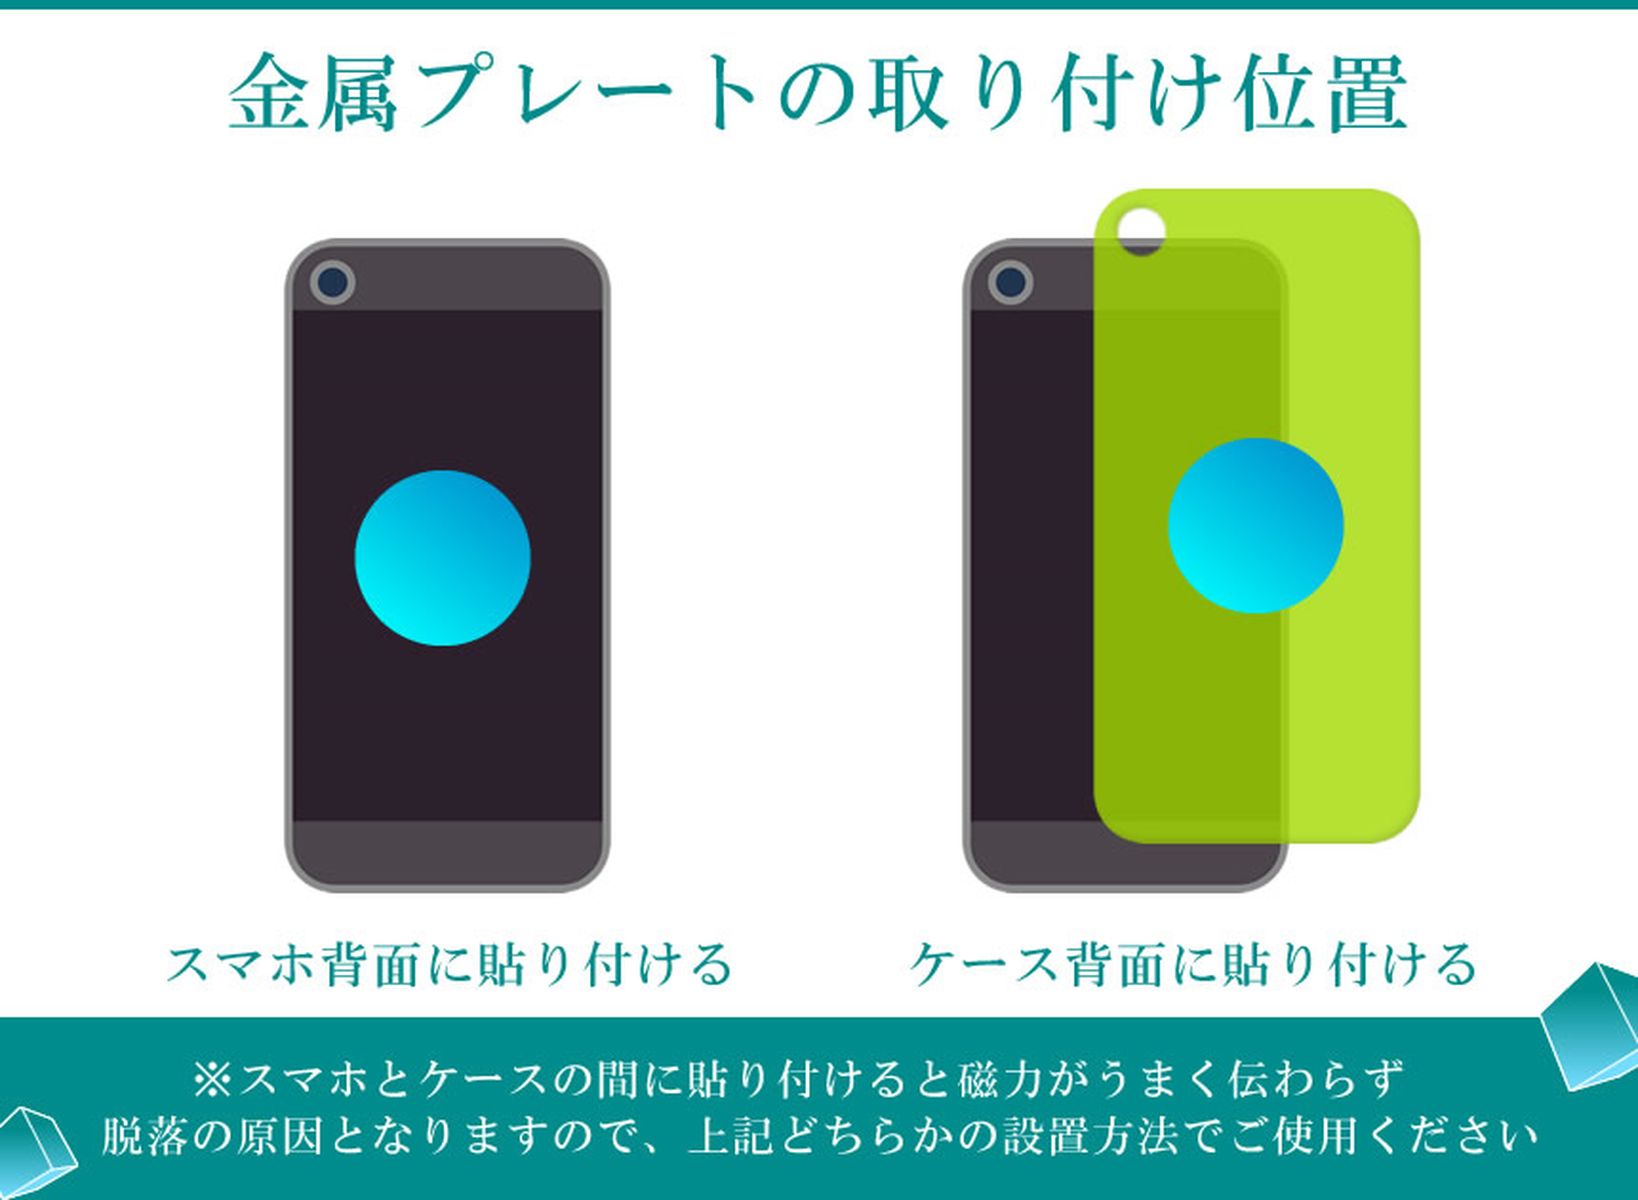 金属プレートの取り付け位置
スマホ背面に貼り付ける
ケース背面に貼り付ける
※スマホとケースの間に貼り付けると磁力がうまく伝わらず
脱落の原因となりますので、上記どちらかの設置方法でご使用ください